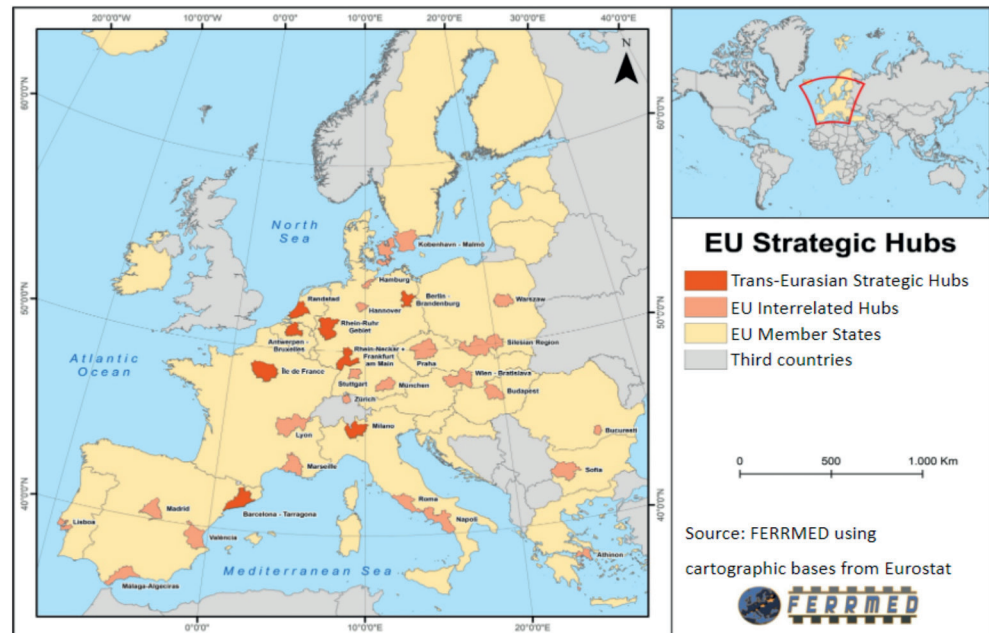 20°0'W
10°0'W
0°0'0"
10°0'0"E
20°0'0"E
30°0'0"E
40°0'E
60°0'0"N
50°0'0"N
40°0'0"N
60°0'0"N
50°0'0"N
40°0'0"N
0°0'0"
10°0'0"E
20°0'0"E
N
North
Sea
Atlantic
Ocean
Mediterranean Sea
Kobenhavn - Malmö
Hamburg
Hannover
Berlin -
Brandenburg
Warszaw
Randstad
Rhein-Ruhr
Gebiet
Antwerpen -
Bruxelles
Rhein-Neckar +
Frankfurt
am Main
Silesian Region
Praha
Île de France
Stuttgart
München
Wien - Bratislava
Budapest
Zürich
Lyon
Milano
Bucuresti
Marseille
Sofia
Roma
Napoli
Barcelona - Tarragona
Madrid
Lisboa
València
Málaga-Algeciras
Athinon
EU Strategic Hubs
Trans-Eurasian Strategic Hubs
EU Interrelated Hubs
EU Member States
Third countries
0 500 1.000 Km
Source: FERRMED using
cartographic bases from Eurostat
FERRMED